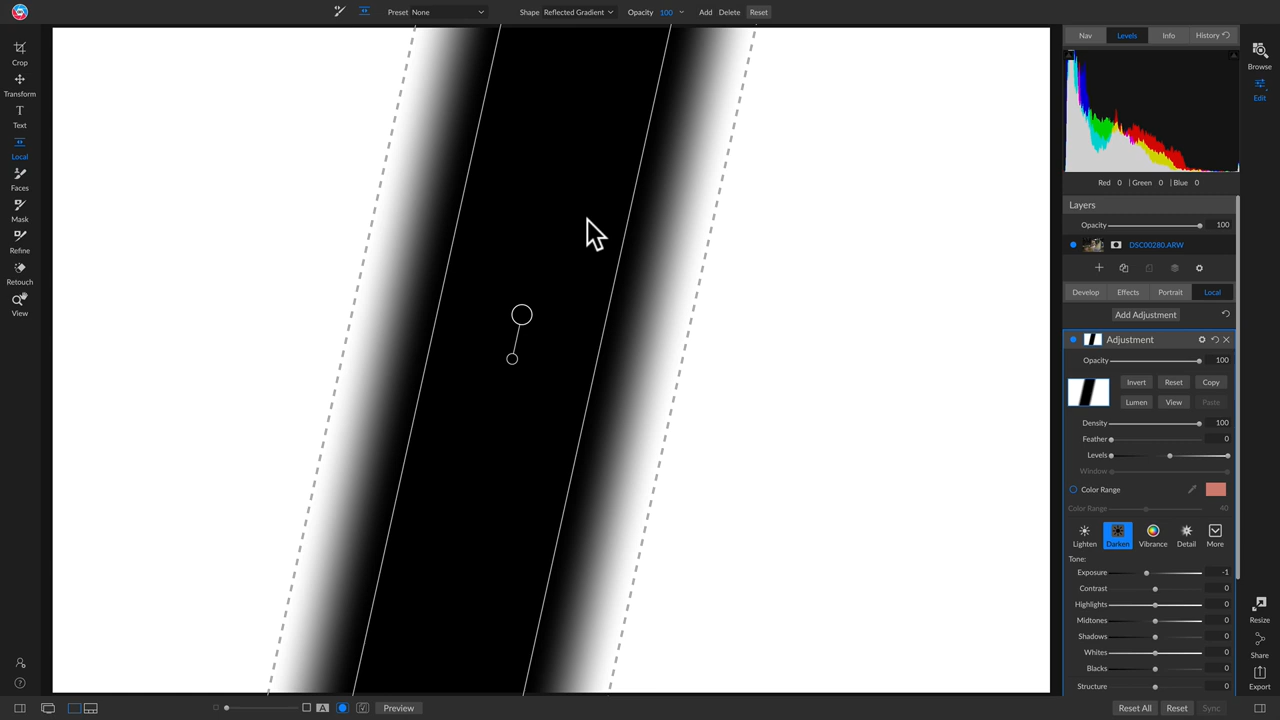 Preset None
Shape Reflected Gradient
Opacity 100
Add
Delete
Reset
Crop
Transform
Text
Local
Faces
Mask
Refine
Retouch
View
Nav
Levels
Info
History
Browse
Edit
Red 0 | Green 0 | Blue 0
Layers
Opacity 100
DSC00280.ARW
Develop
Effects
Portrait
Local
Add Adjustment
Adjustment
Opacity 100
Invert
Reset
Copy
Lumen
View
Paste
Density 100
Feather 0
Levels
Window
Color Range
Color Range 40
Lighten
Darken
Vibrance
Detail
More
Tone:
Exposure -1
Contrast 0
Highlights 0
Midtones 0
Shadows 0
Whites 0
Blacks 0
Structure 0
Resize
Share
Export
A
Preview
Reset All
Reset
Sync